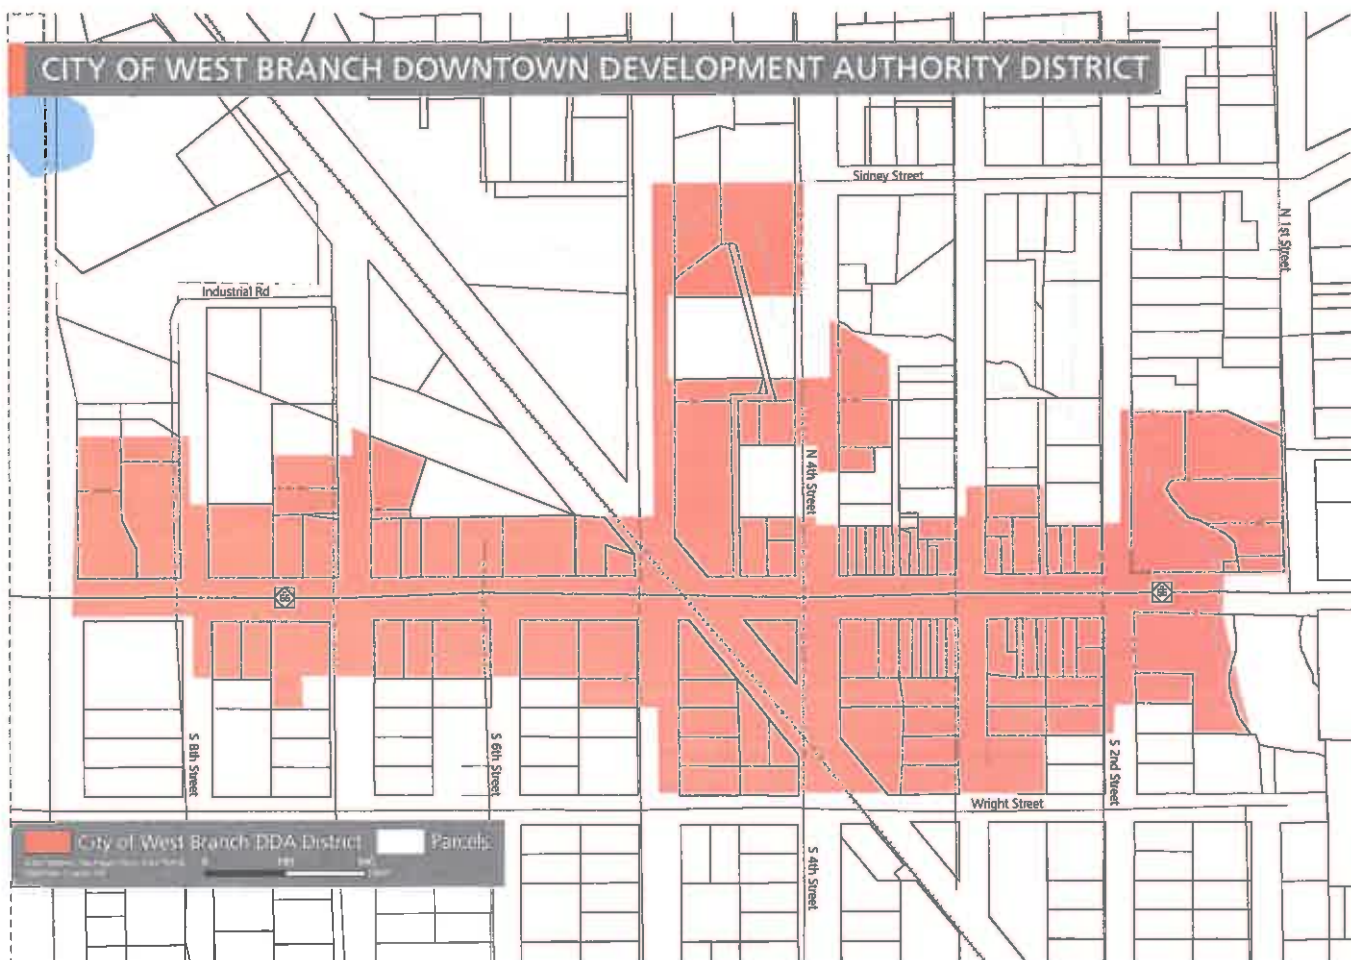 CITY OF WEST BRANCH DOWNTOWN DEVELOPMENT AUTHORITY DISTRICT
Sidney Street
N 1st Street
Industrial Rd
N 4th Street
S 8th Street
S 6th Street
S 2nd Street
Wright Street
S 4th Street
City of West Branch DDA District
Parcels